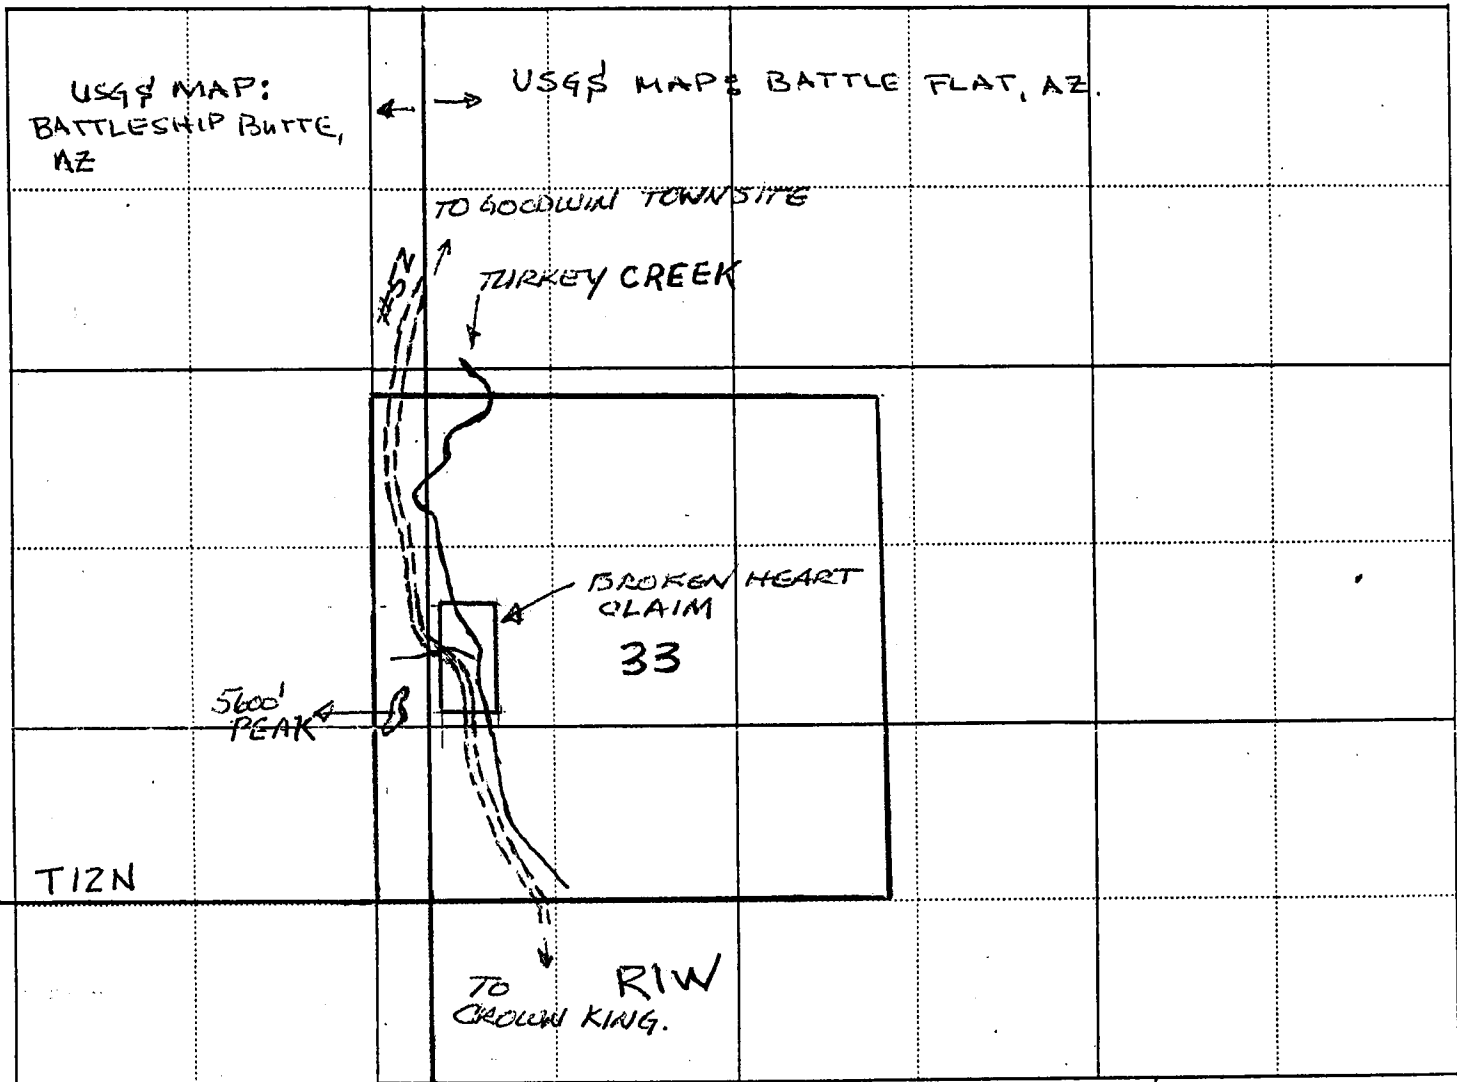 USGS MAP:
BATTLESHIP BUTTE,
AZ
USGS MAP: BATTLE FLAT, AZ.
TO GOODWIN TOWNSITE
#52
TURKEY CREEK
BROKEN HEART
CLAIM
33
5600'
PEAK
T12N
R1W
TO
CROWN KING.